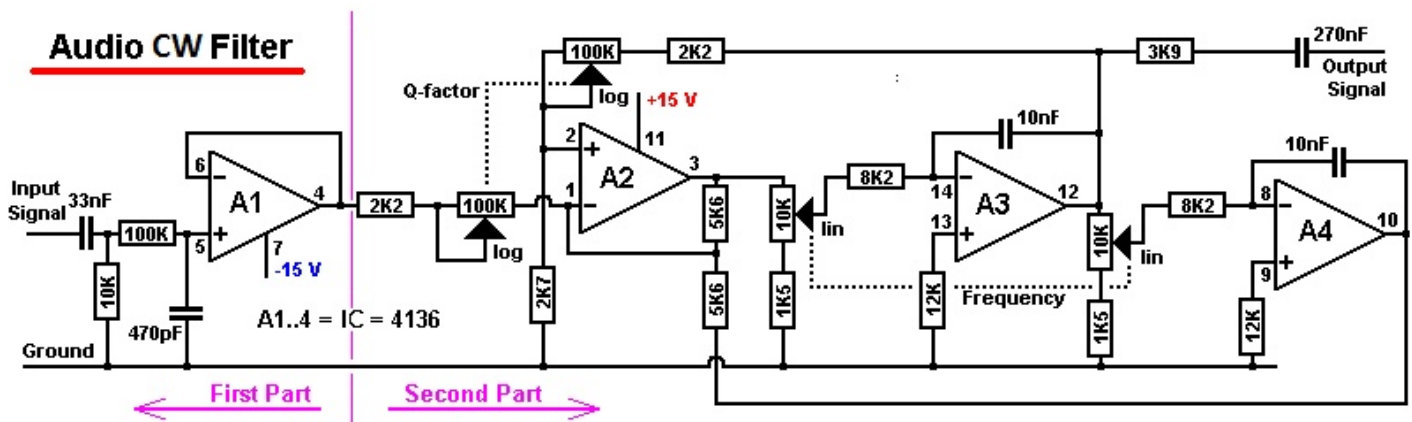 Audio CW Filter
100K
2K2
3K9
270nF
Output
Signal
Q-factor
log
+15 V
10nF
10nF
2
+
11
6
−
A1
4
Input
Signal
33nF
100K
5
+
7
-15 V
2K2
100K
log
1
−
A2
3
5K6
10K
lin
8K2
14
−
A3
12
13
+
10K
lin
8K2
8
−
A4
10
9
+
10K
470pF
A1..4 = IC = 4136
2K7
5K6
1K5
12K
Frequency
1K5
12K
Ground
First Part
Second Part